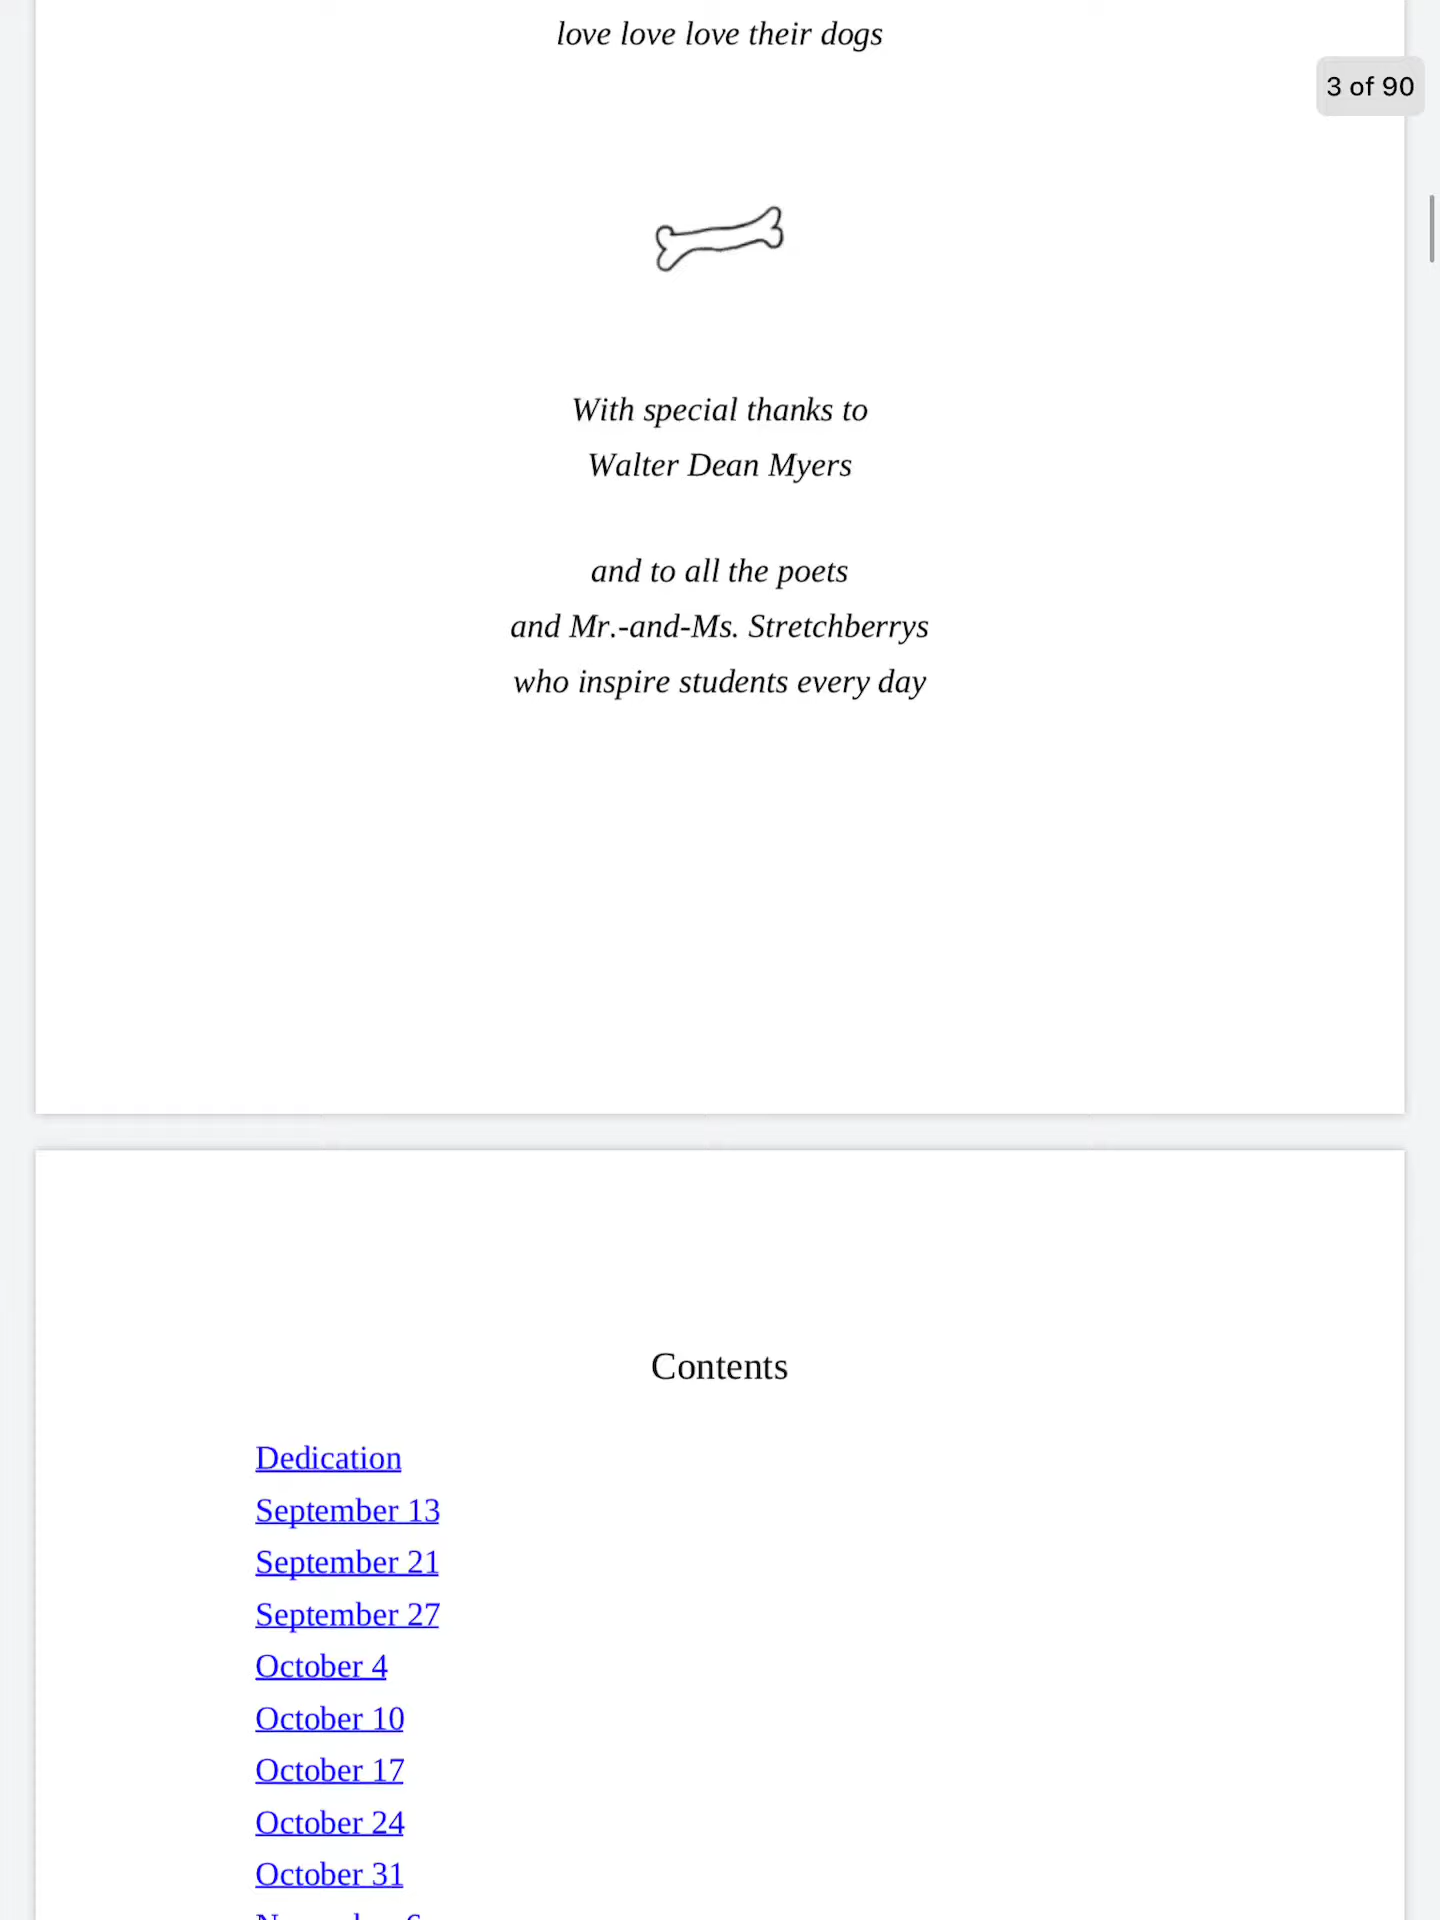 love love love their dogs
3 of 90
With special thanks to
Walter Dean Myers
and to all the poets
and Mr.-and-Ms. Stretchberrys
who inspire students every day
Contents
Dedication
September 13
September 21
September 27
October 4
October 10
October 17
October 24
October 31